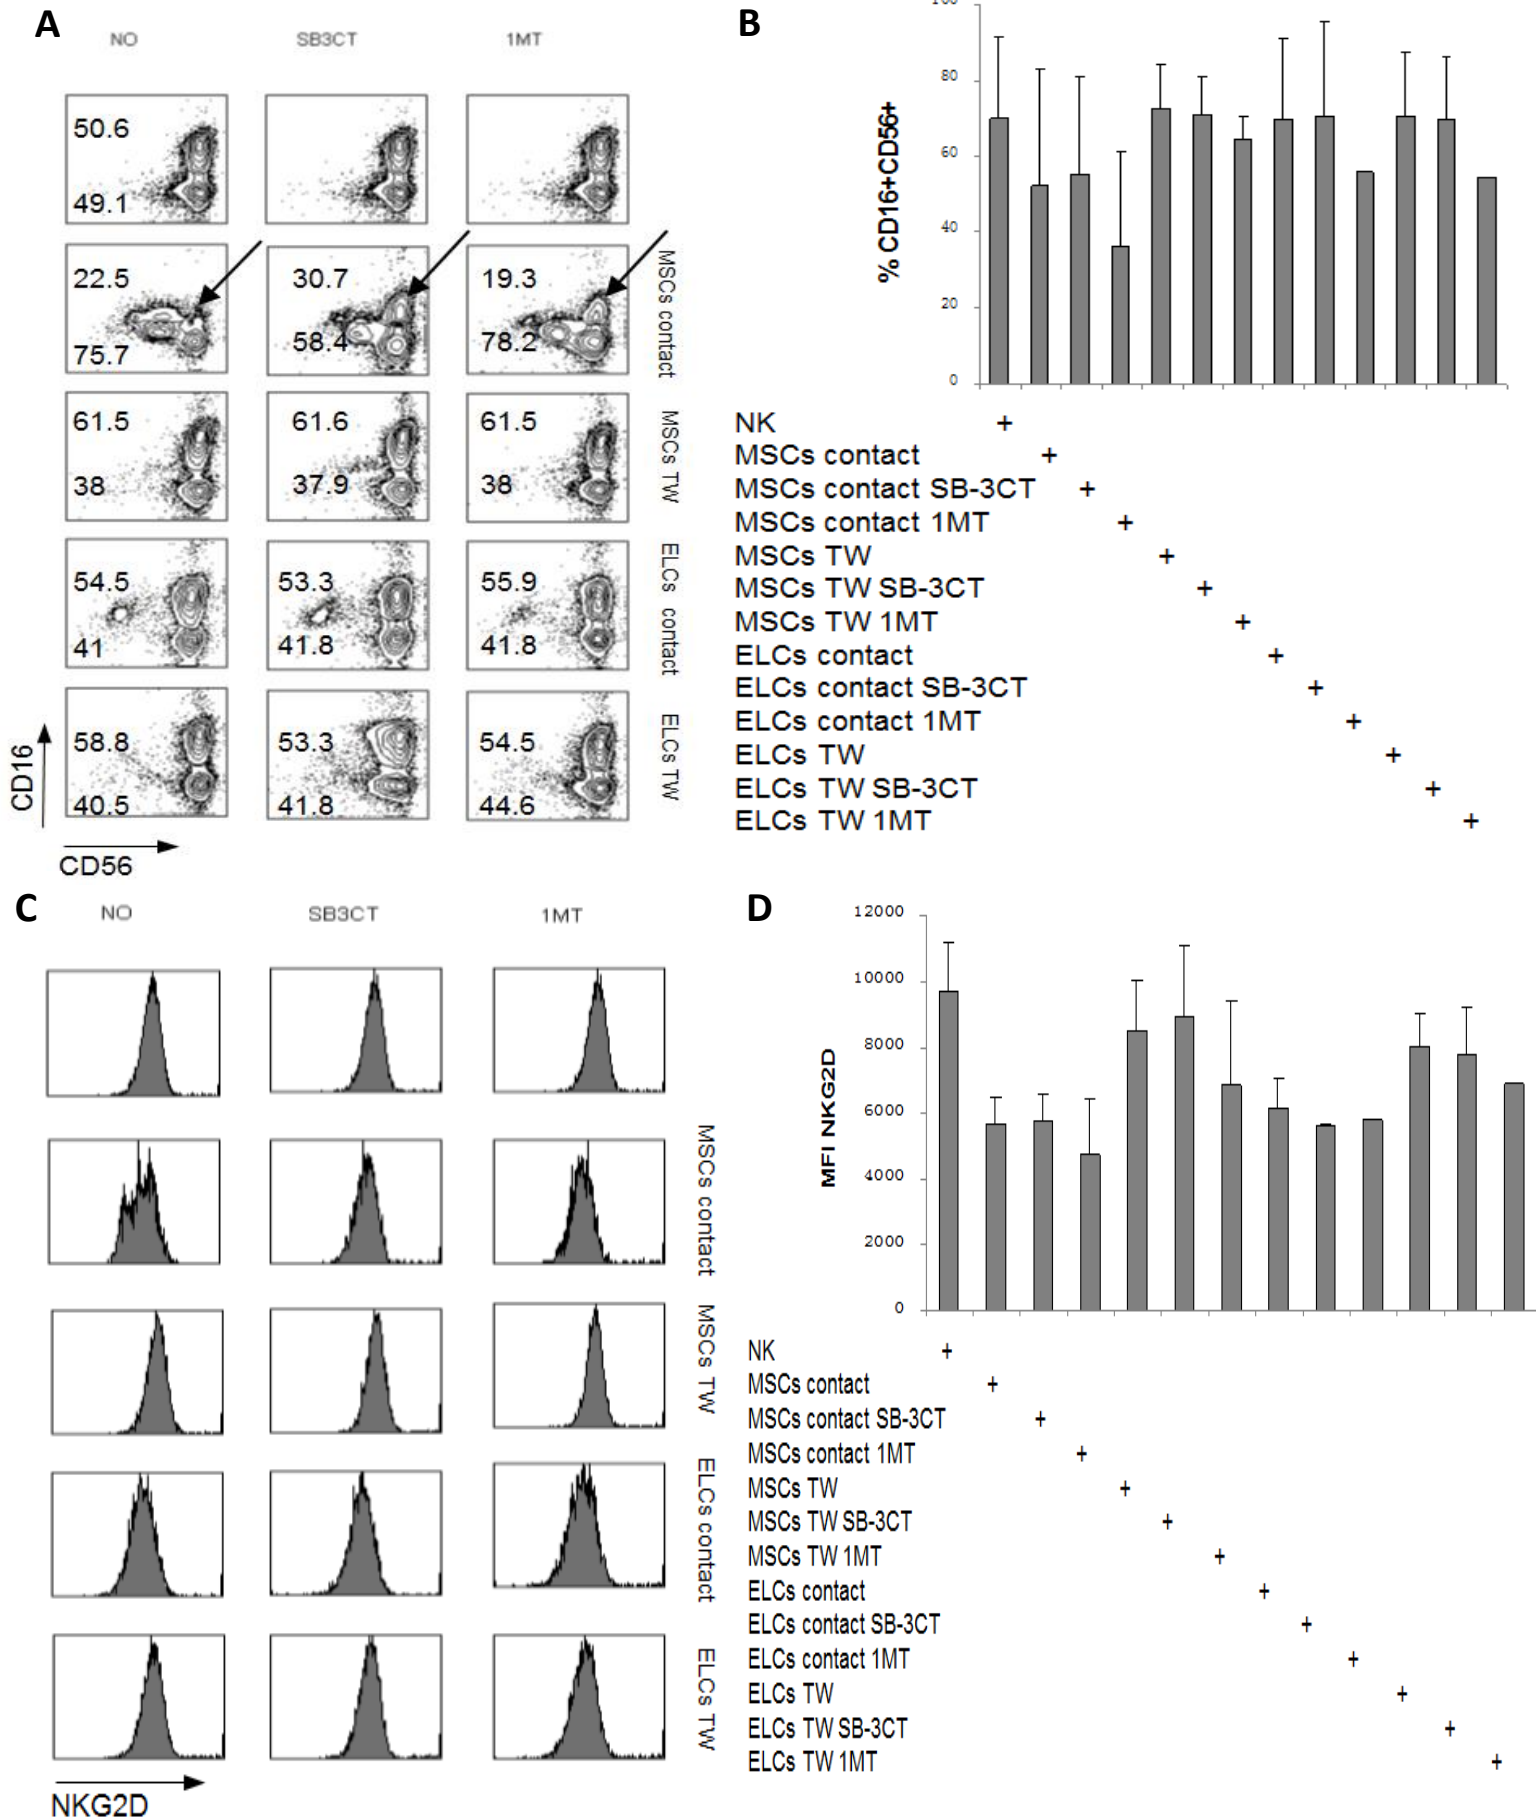 A
NO SB3CT 1MT
50.6
49.1
22.5 30.7 19.3
75.7 58.4 78.2
MSCs contact
61.5 61.6 61.5
38 37.9 38
MSCs TW
54.5 53.3 55.9
41 41.8 41.8
ELCs contact
58.8 53.3 54.5
40.5 41.8 44.6
ELCs TW
CD16
CD56
B
100
80
60
40
20
0
% CD16+CD56+
NK +
MSCs contact +
MSCs contact SB-3CT +
MSCs contact 1MT +
MSCs TW +
MSCs TW SB-3CT +
MSCs TW 1MT +
ELCs contact +
ELCs contact SB-3CT +
ELCs contact 1MT +
ELCs TW +
ELCs TW SB-3CT +
ELCs TW 1MT +
C
NO SB3CT 1MT
MSCs contact
MSCs TW
ELCs contact
ELCs TW
NKG2D
D
12000
10000
8000
6000
4000
2000
0
MFI NKG2D
NK +
MSCs contact +
MSCs contact SB-3CT +
MSCs contact 1MT +
MSCs TW +
MSCs TW SB-3CT +
MSCs TW 1MT +
ELCs contact +
ELCs contact SB-3CT +
ELCs contact 1MT +
ELCs TW +
ELCs TW SB-3CT +
ELCs TW 1MT +